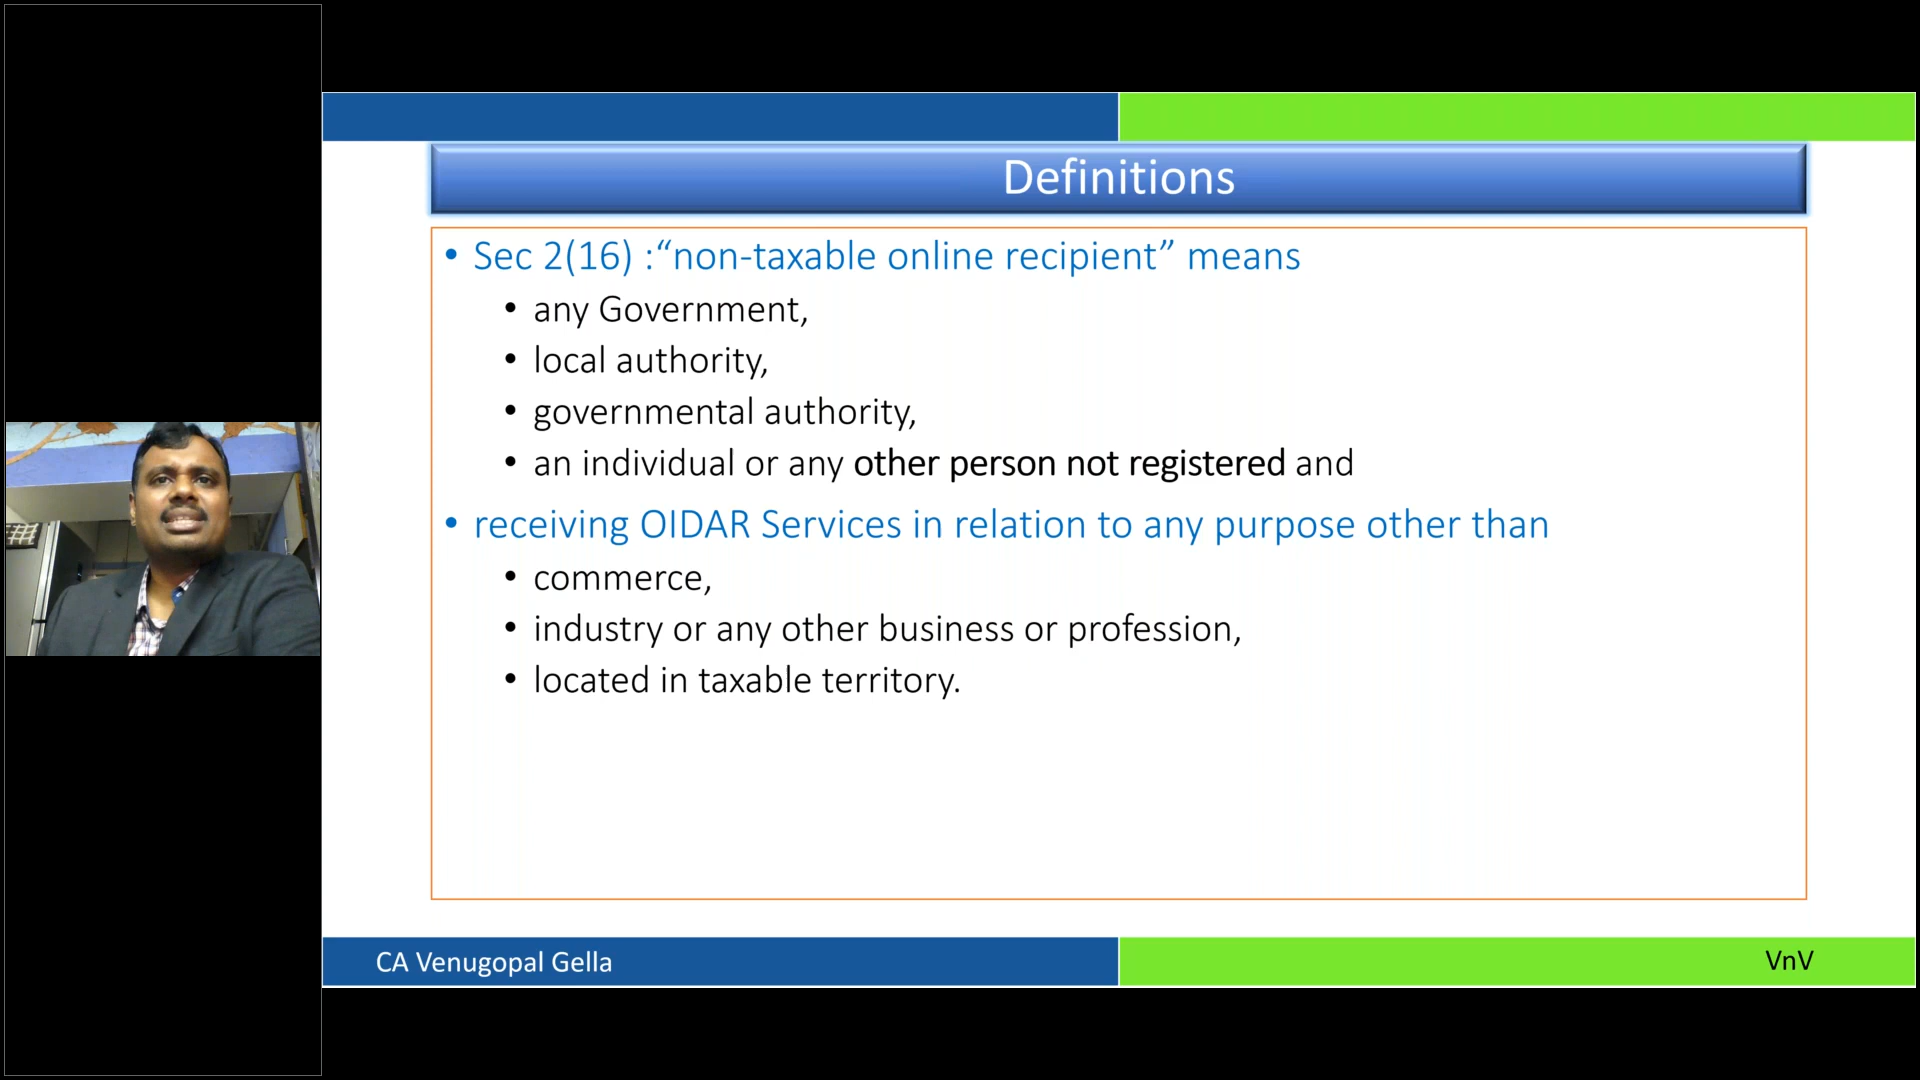 Definitions
• Sec 2(16) :“non-taxable online recipient” means
• any Government,
• local authority,
• governmental authority,
• an individual or any other person not registered and
• receiving OIDAR Services in relation to any purpose other than
• commerce,
• industry or any other business or profession,
• located in taxable territory.
CA Venugopal Gella
VnV